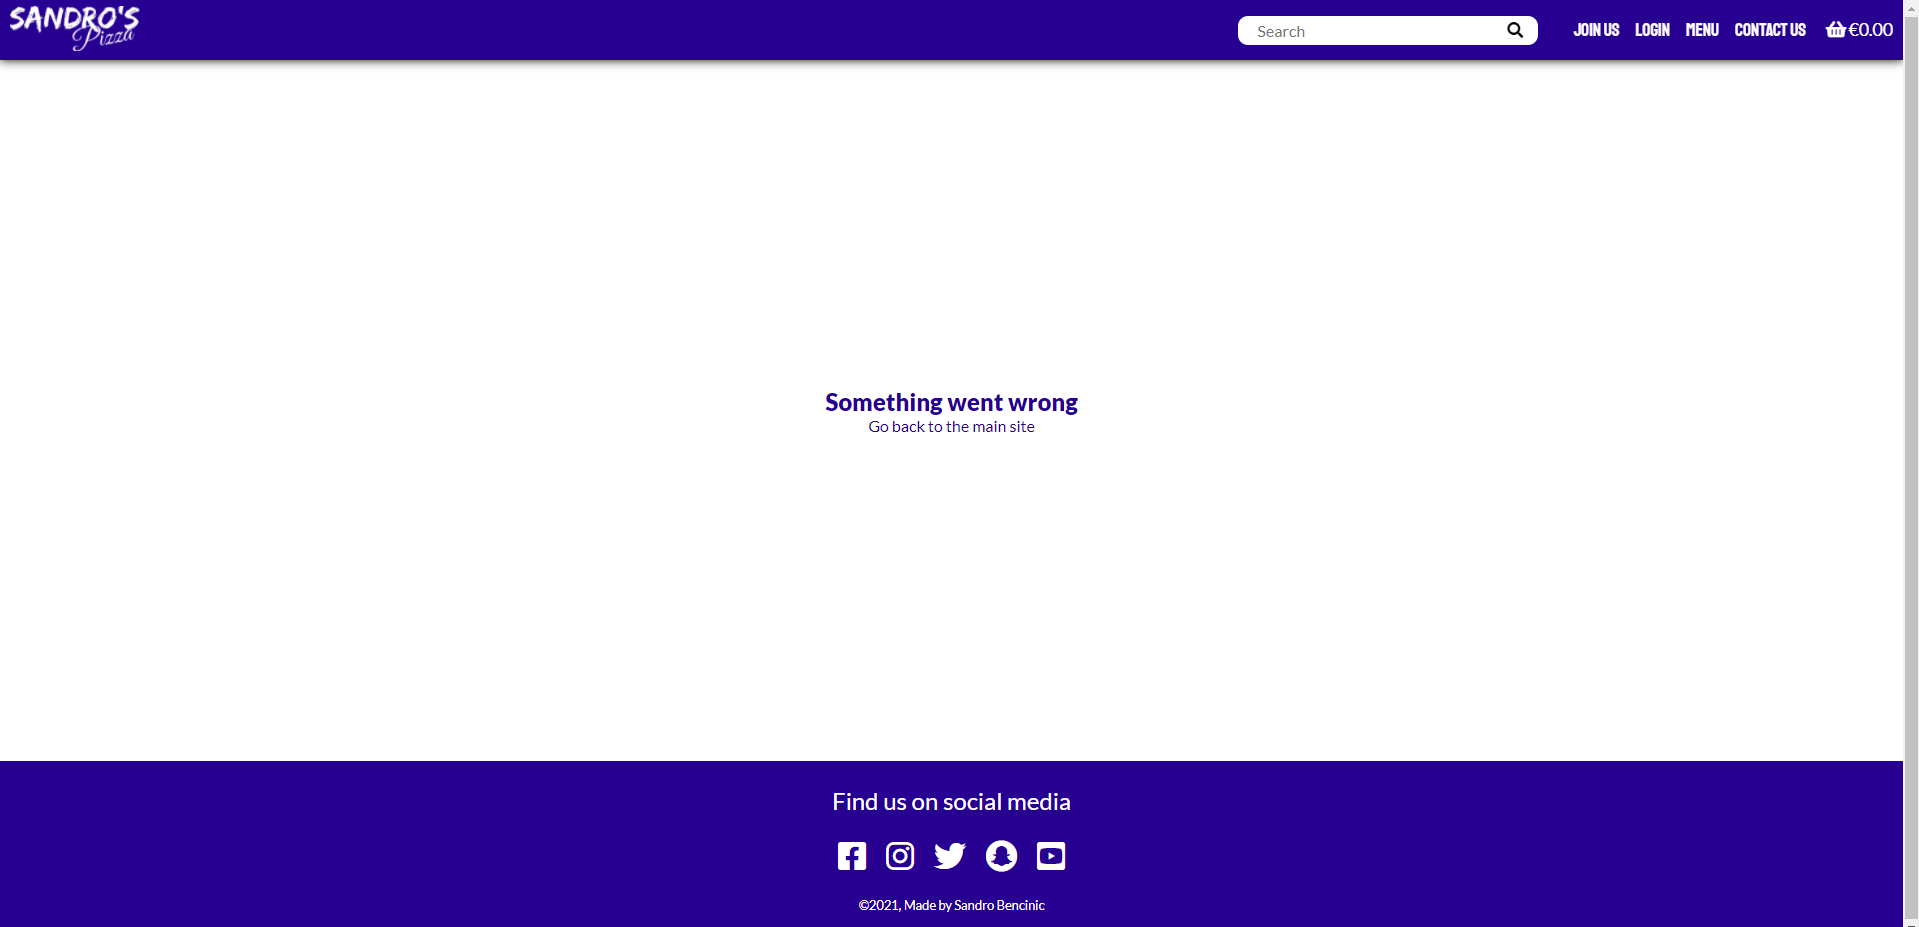 SANDRO'S
Pizza
Search
JOIN US LOGIN MENU CONTACT US €0.00
Something went wrong
Go back to the main site
Find us on social media
©2021, Made by Sandro Bencinic